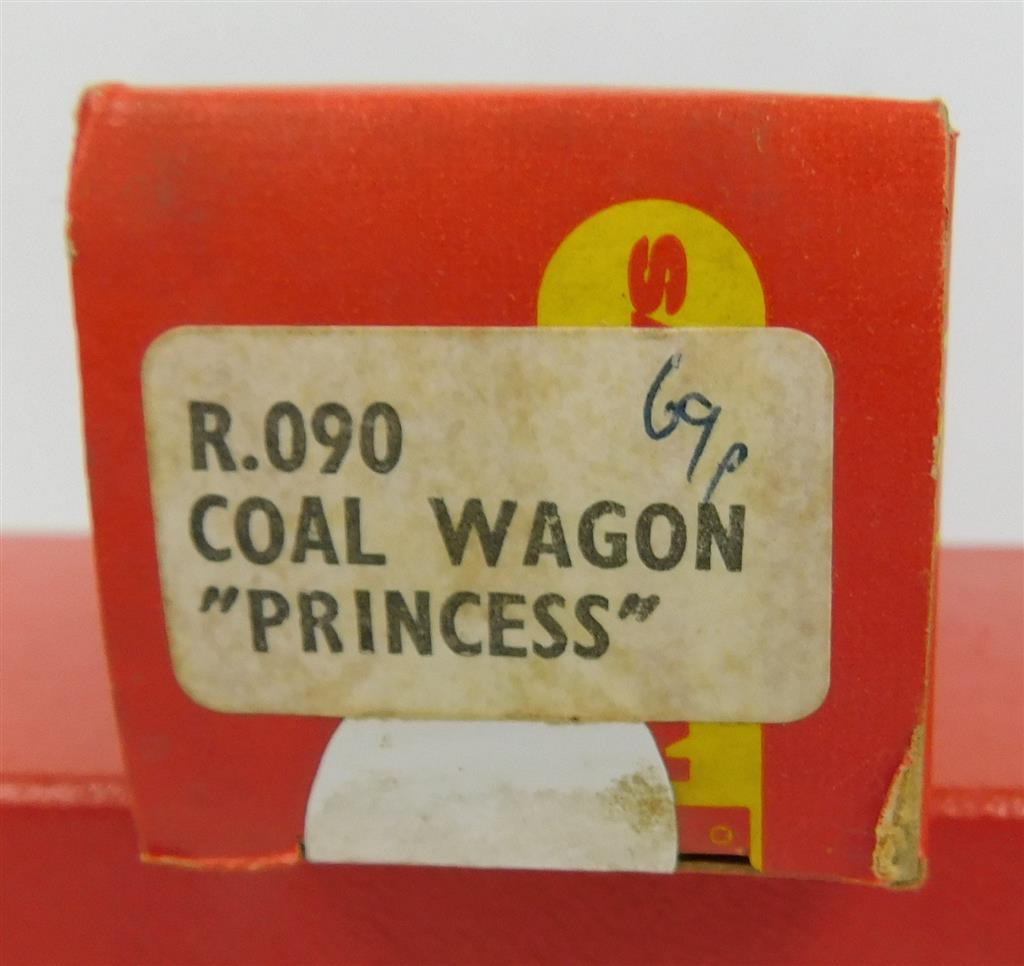 S
R.090
69p
COAL WAGON
"PRINCESS"